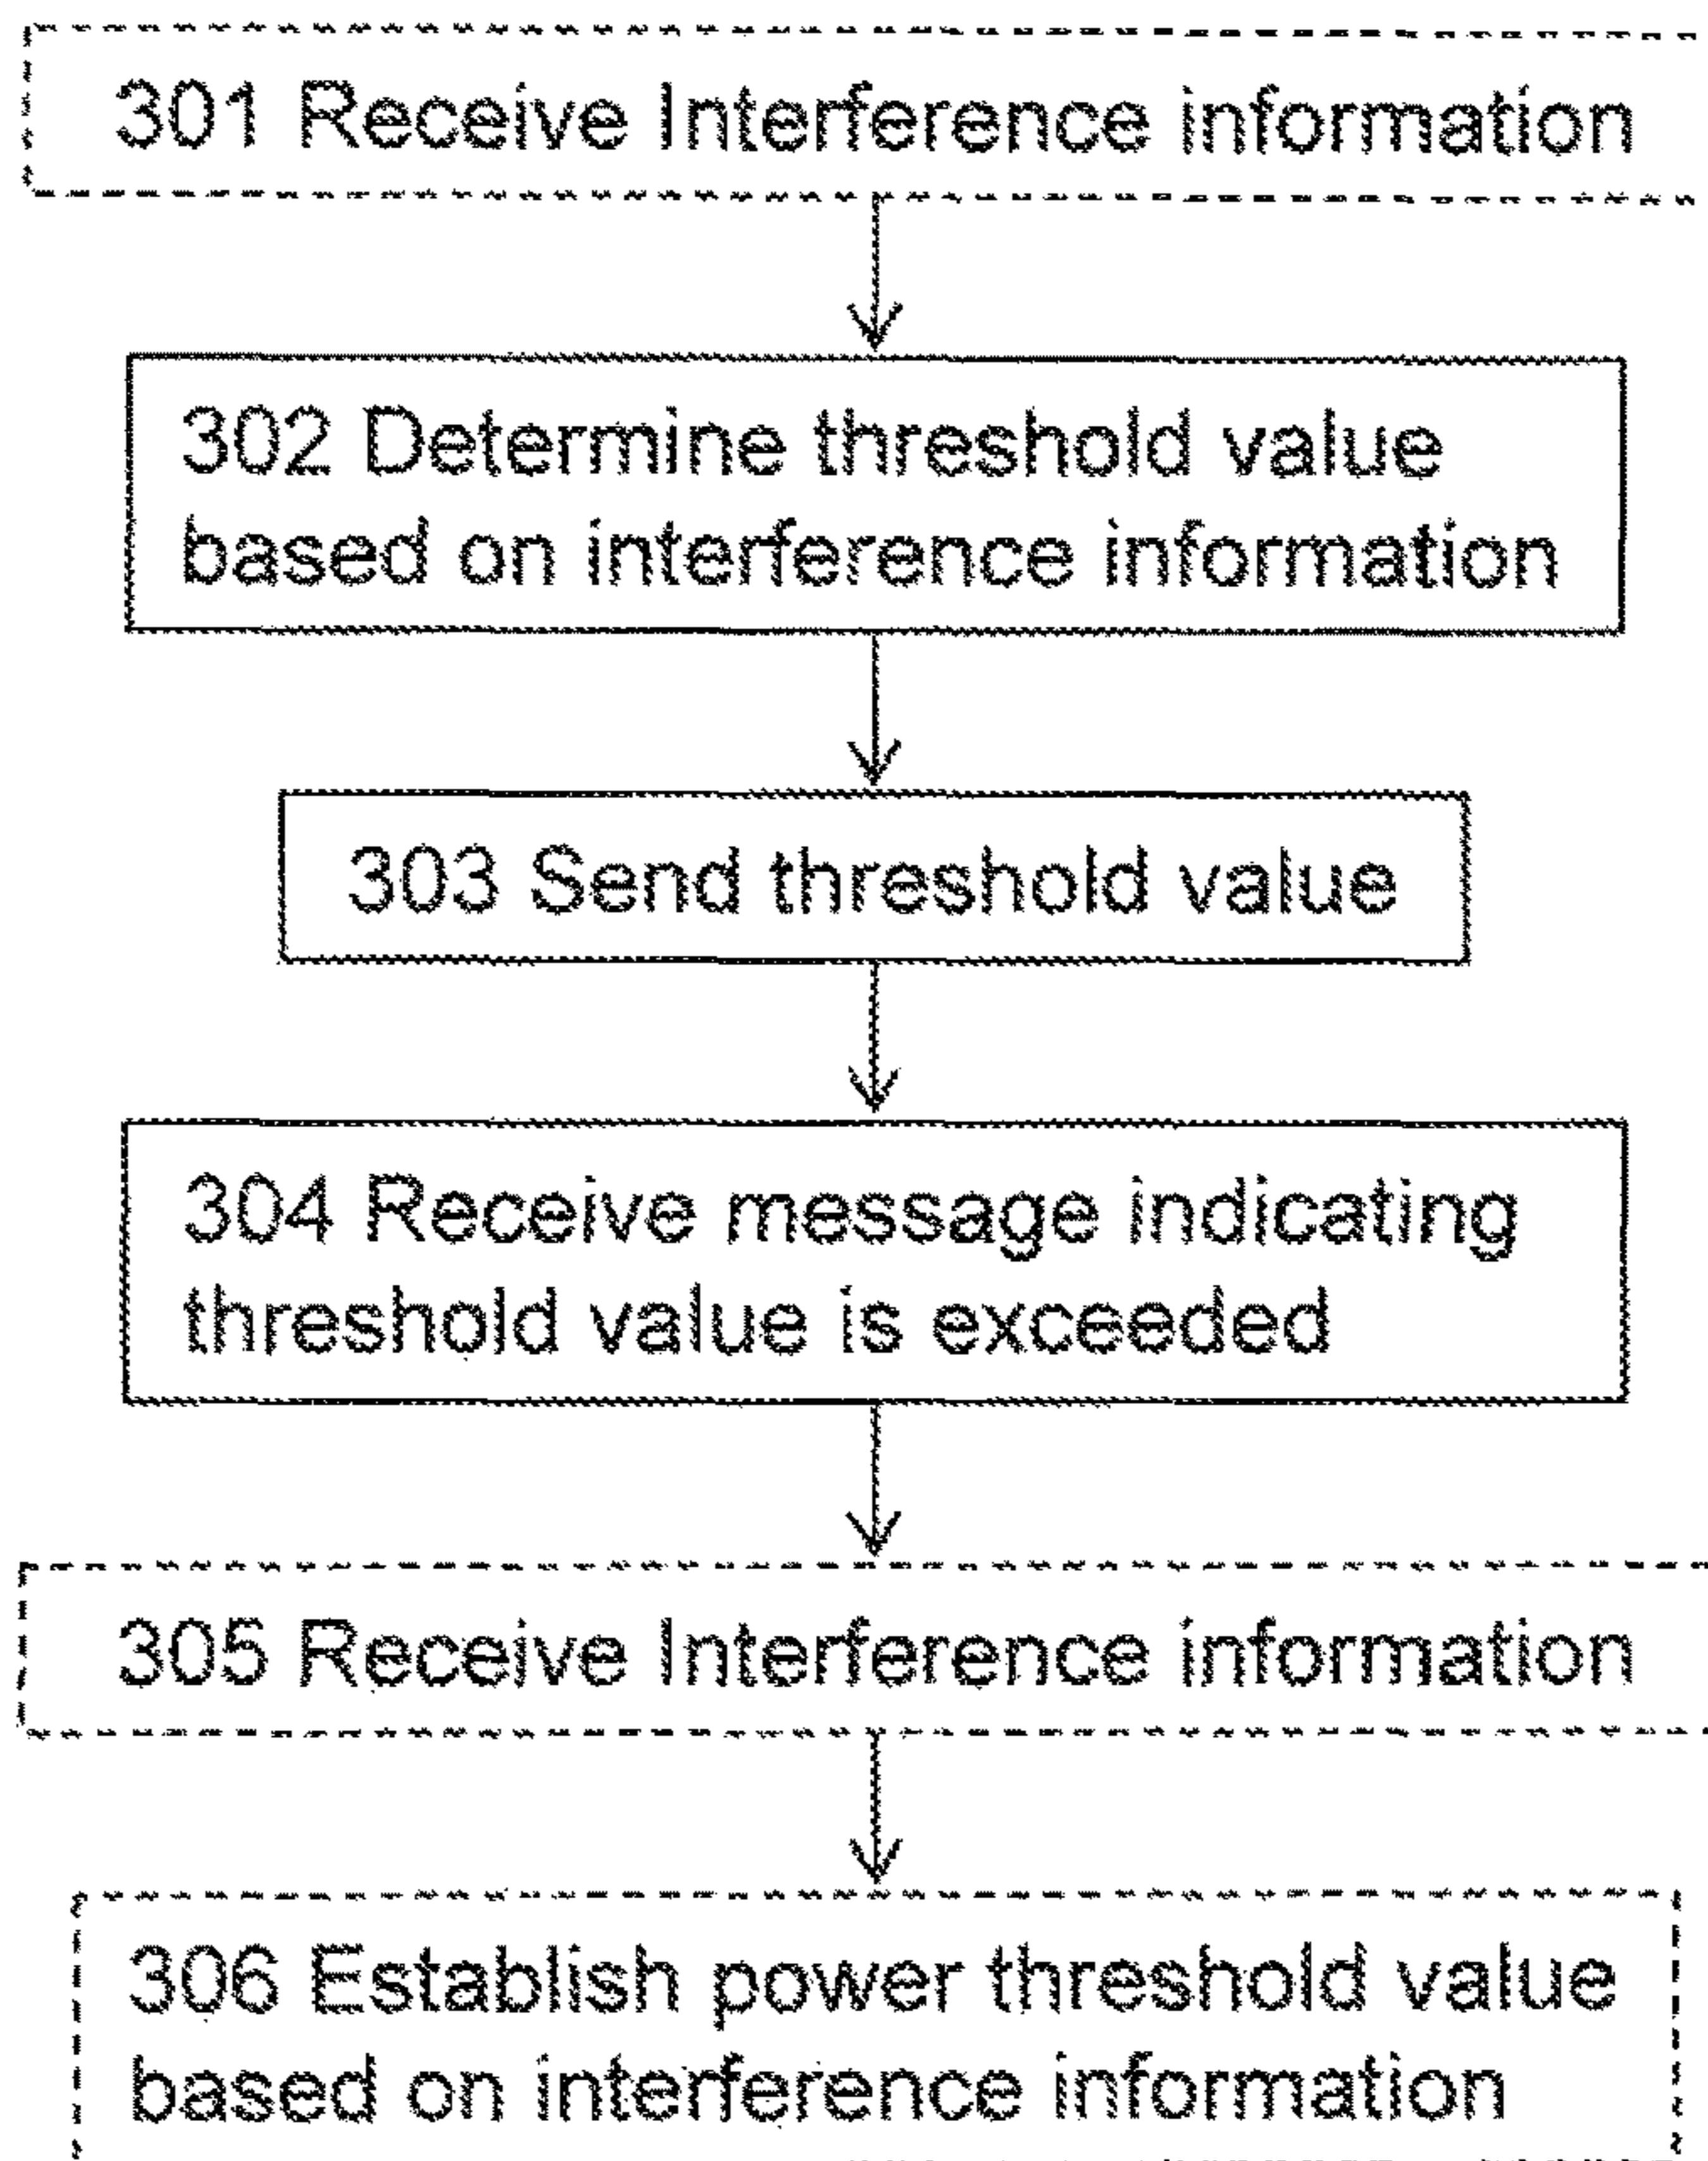 301 Receive Interference information
302 Determine threshold value
based on interference information
303 Send threshold value
304 Receive message indicating
threshold value is exceeded
305 Receive Interference information
306 Establish power threshold value
based on interference information